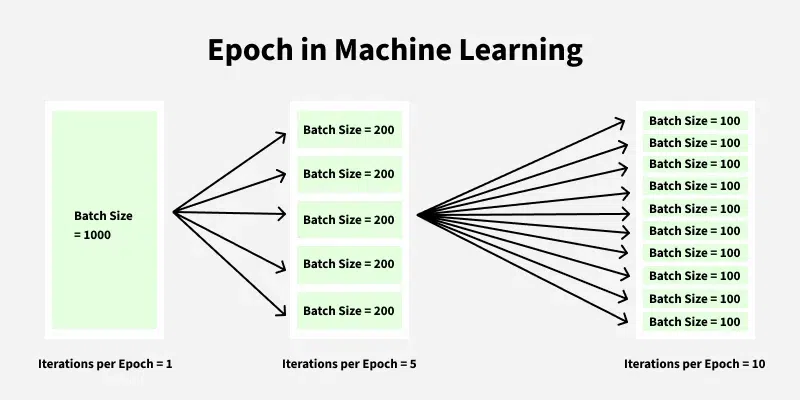 Epoch in Machine Learning
Batch Size
= 1000
Iterations per Epoch = 1
Batch Size = 200
Batch Size = 200
Batch Size = 200
Batch Size = 200
Batch Size = 200
Iterations per Epoch = 5
Batch Size = 100
Batch Size = 100
Batch Size = 100
Batch Size = 100
Batch Size = 100
Batch Size = 100
Batch Size = 100
Batch Size = 100
Batch Size = 100
Batch Size = 100
Iterations per Epoch = 10